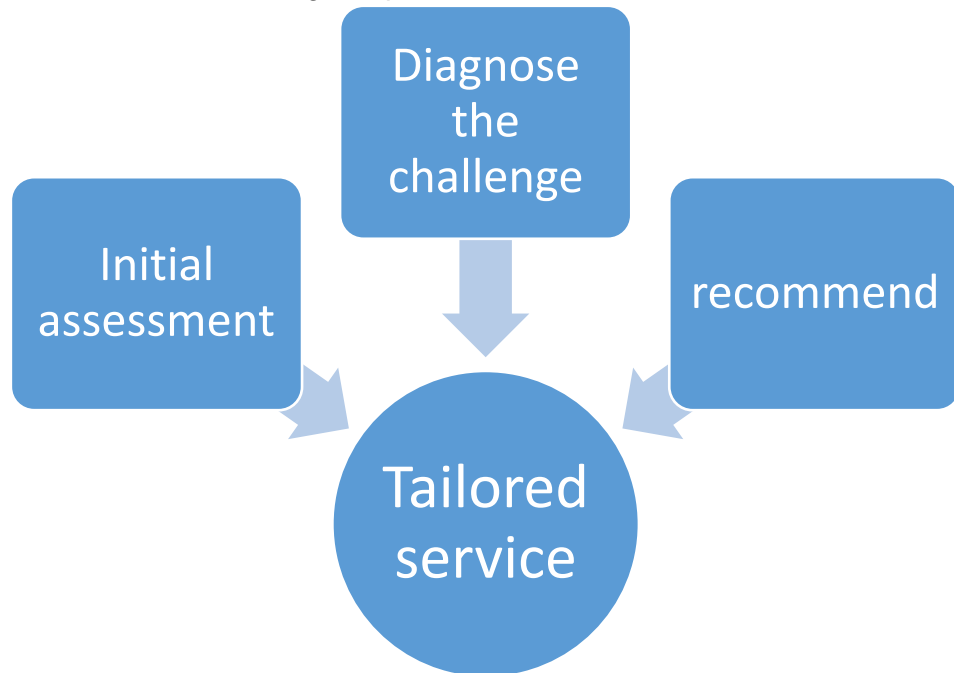 Diagnose
the
challenge
Initial
assessment
recommend
Tailored
service